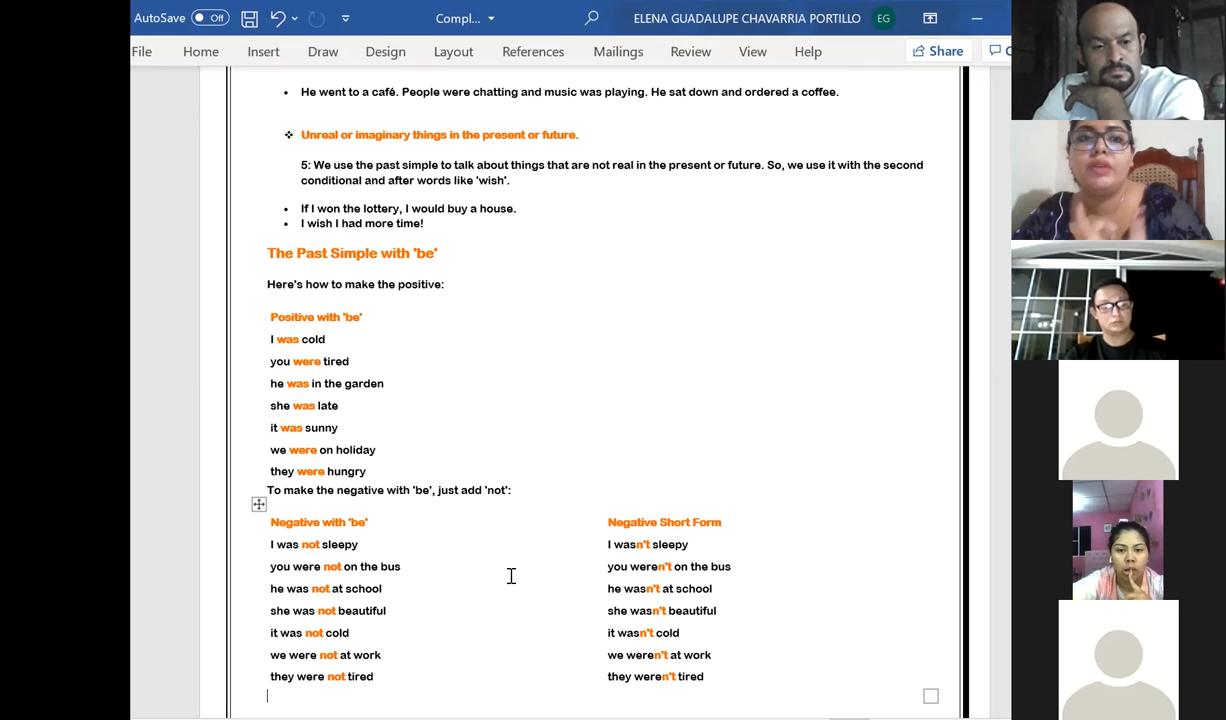 AutoSave Off Compl... ELENA GUADALUPE CHAVARRIA PORTILLO EG
File Home Insert Draw Design Layout References Mailings Review View Help Share
• He went to a café. People were chatting and music was playing. He sat down and ordered a coffee.
❖ Unreal or imaginary things in the present or future.
5: We use the past simple to talk about things that are not real in the present or future. So, we use it with the second
conditional and after words like 'wish'.
• If I won the lottery, I would buy a house.
• I wish I had more time!
The Past Simple with 'be'
Here's how to make the positive:
Positive with 'be'
I was cold
you were tired
he was in the garden
she was late
it was sunny
we were on holiday
they were hungry
To make the negative with 'be', just add 'not':
Negative with 'be' Negative Short Form
I was not sleepy I wasn't sleepy
you were not on the bus you weren't on the bus
he was not at school he wasn't at school
she was not beautiful she wasn't beautiful
it was not cold it wasn't cold
we were not at work we weren't at work
they were not tired they weren't tired